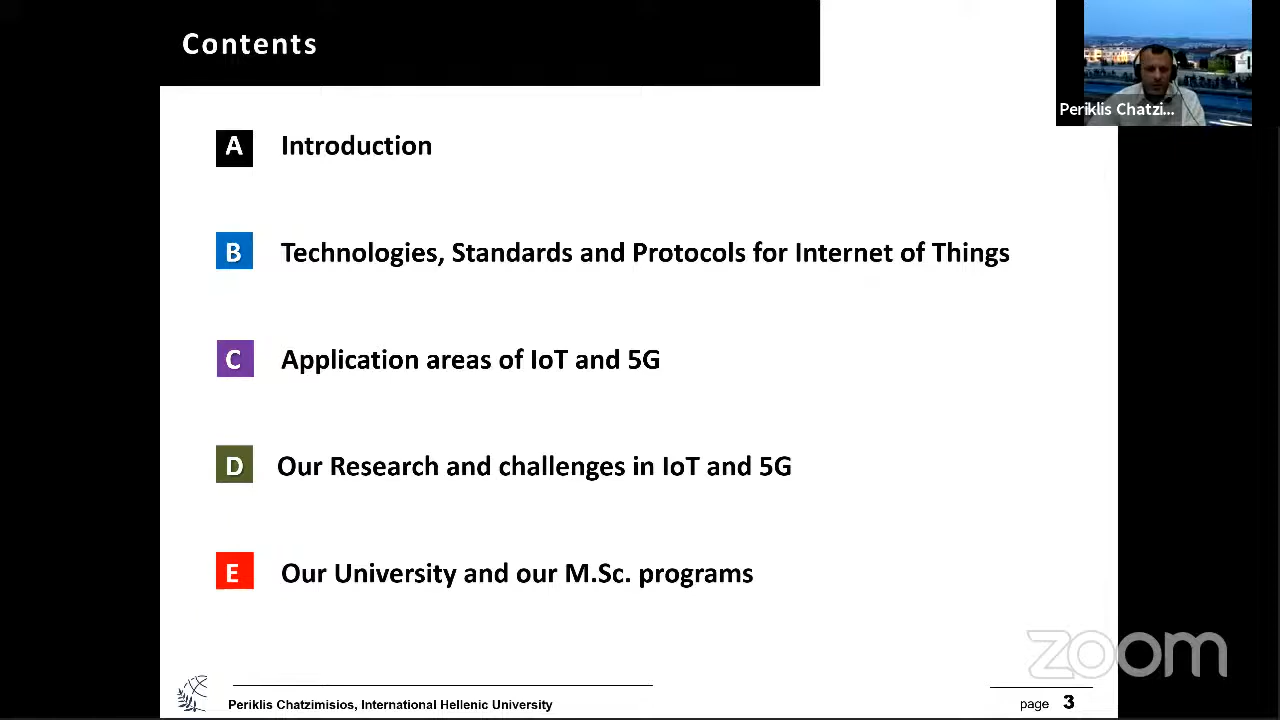 Contents
Periklis Chatzi...
A Introduction
B Technologies, Standards and Protocols for Internet of Things
C Application areas of IoT and 5G
D Our Research and challenges in IoT and 5G
E Our University and our M.Sc. programs
zoom
Periklis Chatzimisios, International Hellenic University
page 3